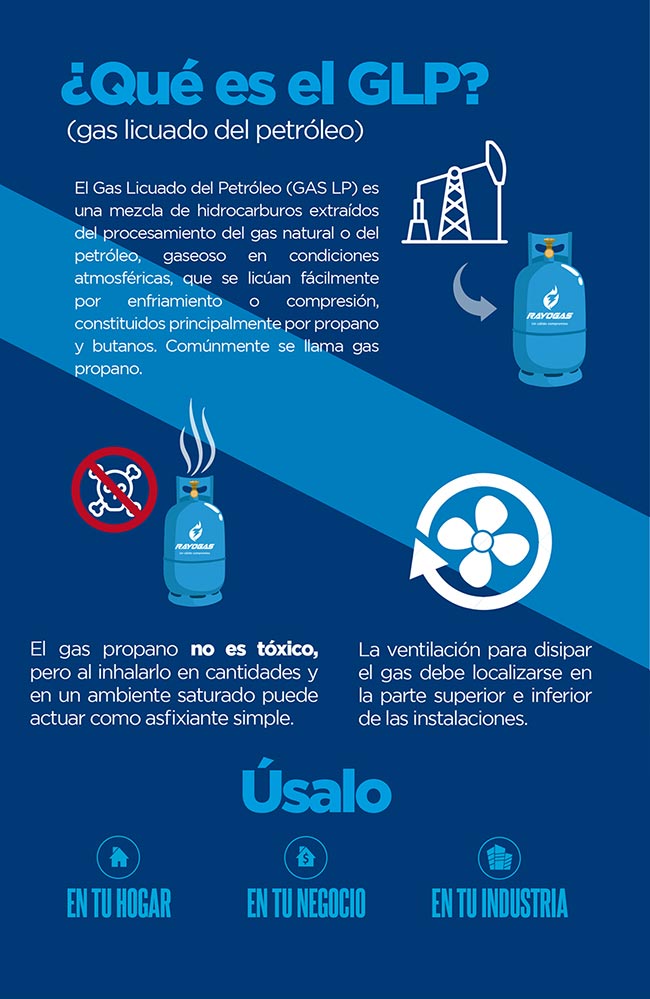 ¿Qué es el GLP?
(gas licuado del petróleo)
El Gas Licuado del Petróleo (GAS LP) es
una mezcla de hidrocarburos extraídos
del procesamiento del gas natural o del
petróleo, gaseoso en condiciones
atmosféricas, que se licúan fácilmente
por enfriamiento o compresión,
constituidos principalmente por propano
y butanos. Comúnmente se llama gas
propano.
RAYOGAS
Un cálido compromiso
RAYOGAS
Un cálido compromiso
El gas propano no es tóxico,
pero al inhalarlo en cantidades y
en un ambiente saturado puede
actuar como asfixiante simple.
La ventilación para disipar
el gas debe localizarse en
la parte superior e inferior
de las instalaciones.
Úsalo
$
EN TU HOGAR
EN TU NEGOCIO
EN TU INDUSTRIA